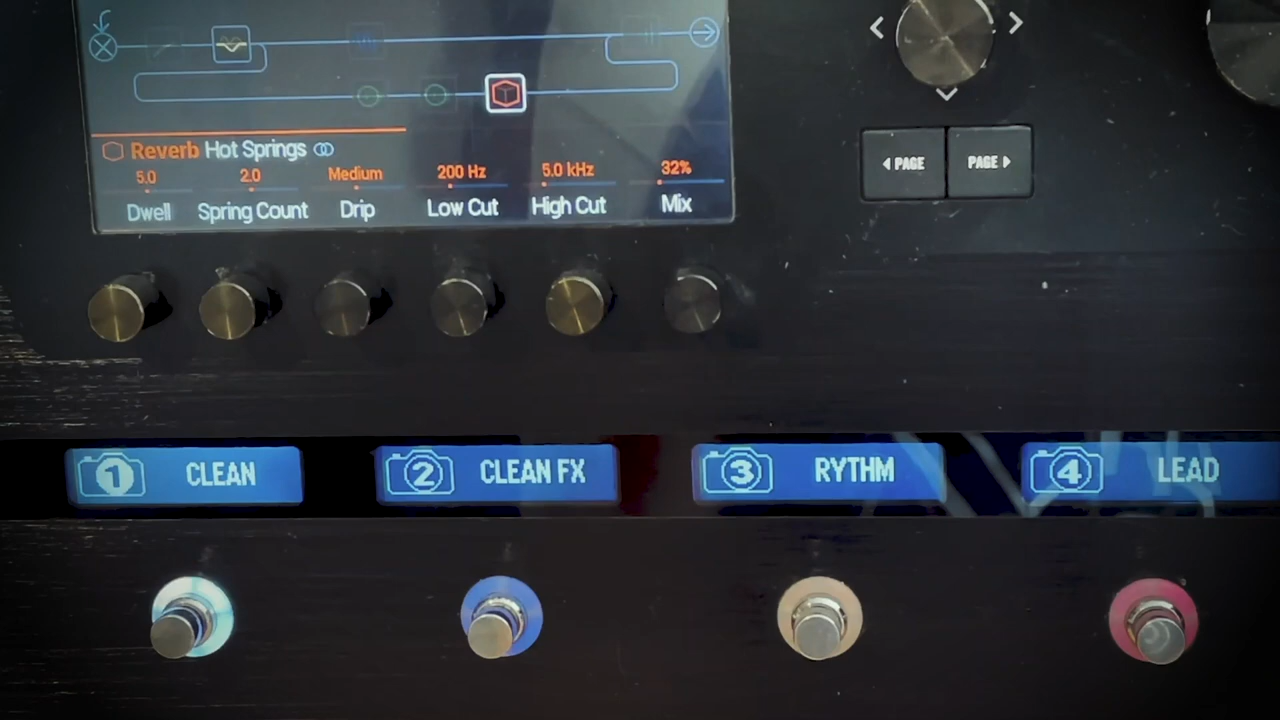 Reverb Hot Springs
5.0 2.0 Medium 200 Hz 5.0 kHz 32%
Dwell Spring Count Drip Low Cut High Cut Mix
PAGE PAGE
1 CLEAN 2 CLEAN FX 3 RYTHM 4 LEAD